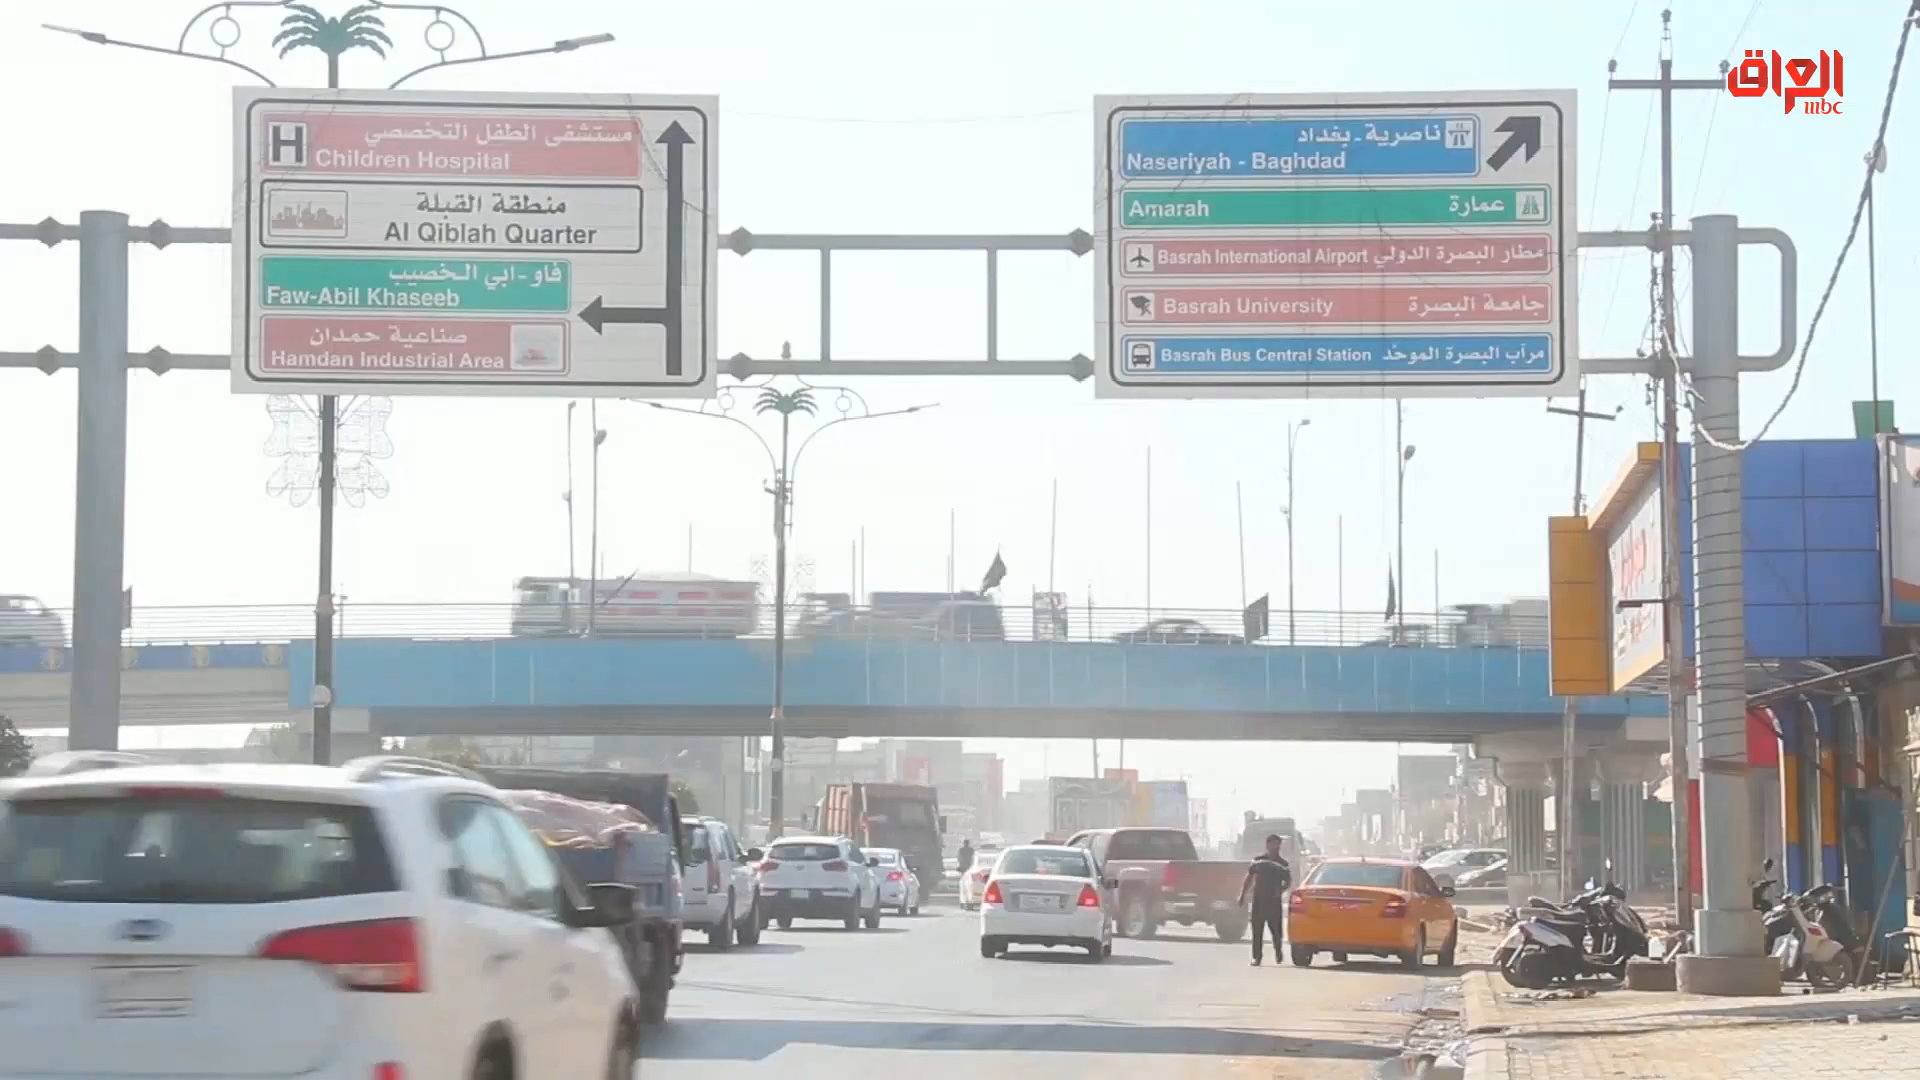 H
مستشفى الطفل التخصصي
Children Hospital
منطقة القبلة
Al Qiblah Quarter
فاو - ابي الخصيب
Faw-Abil Khaseeb
صناعية حمدان
Hamdan Industrial Area
ناصرية - بغداد
Naseriyah - Baghdad
Amarah عمارة
Basrah International Airport مطار البصرة الدولي
Basrah University جامعة البصرة
Basrah Bus Central Station مرآب البصرة الموحّد
العراق
mbc